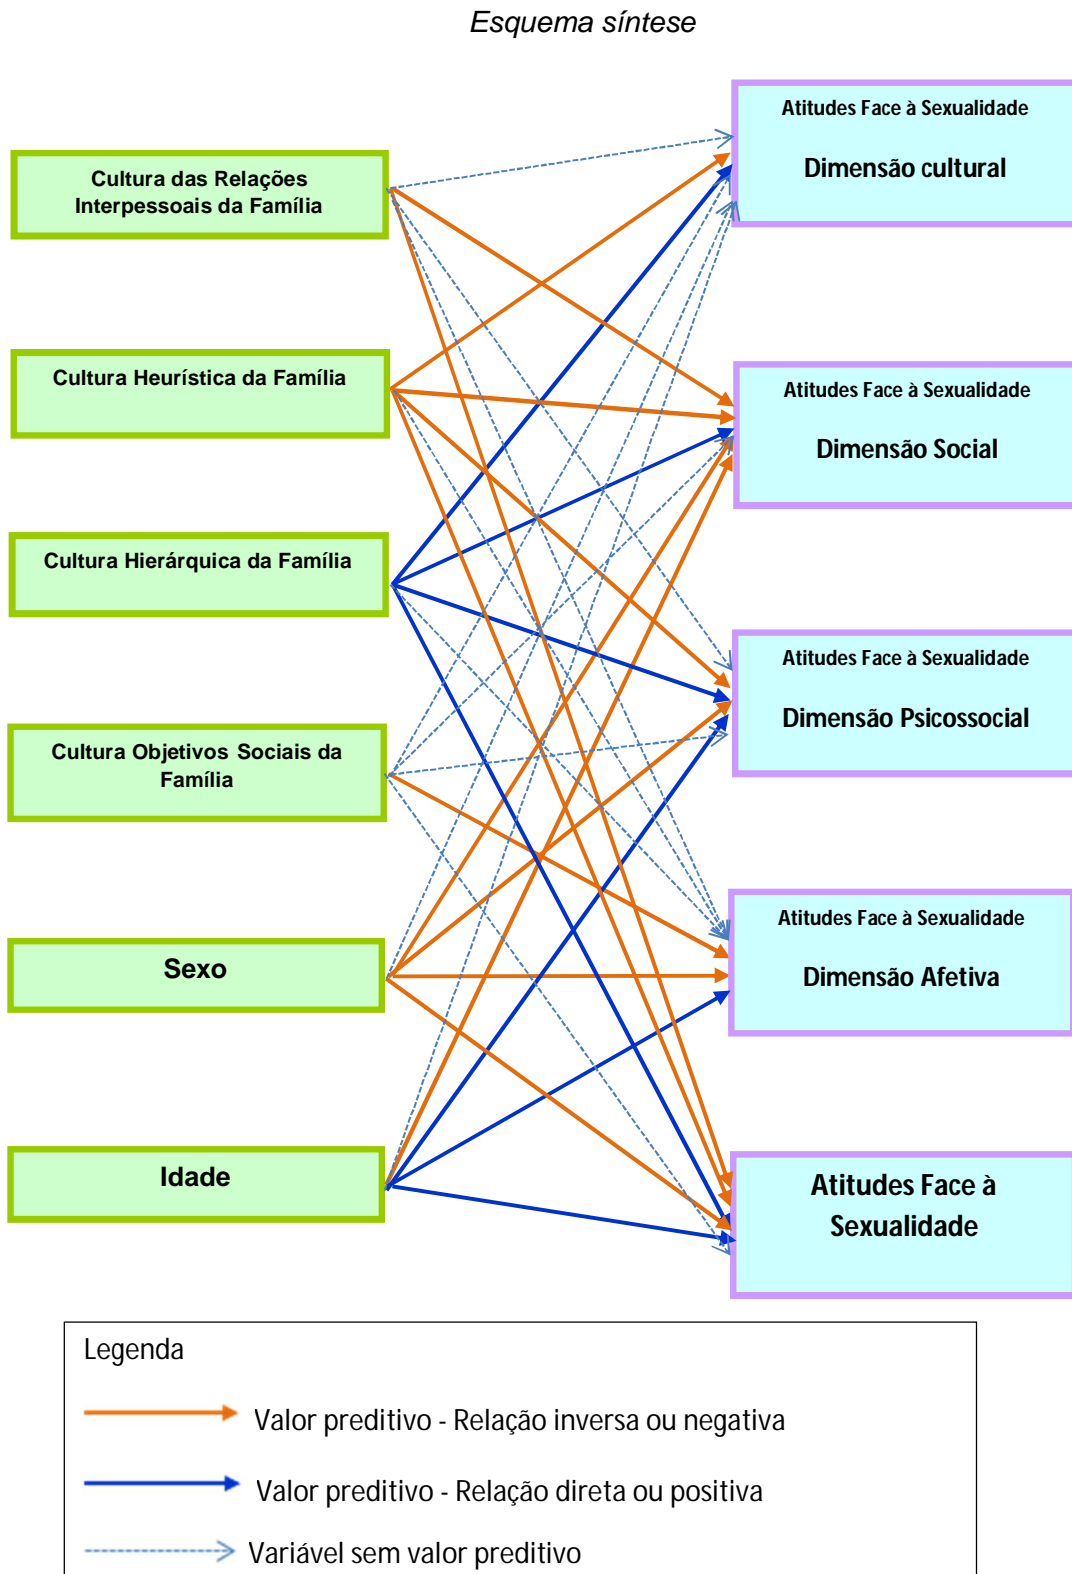 Esquema síntese
Cultura das Relações
Interpessoais da Família
Cultura Heurística da Família
Cultura Hierárquica da Família
Cultura Objetivos Sociais da
Família
Sexo
Idade
Atitudes Face à Sexualidade
Dimensão cultural
Atitudes Face à Sexualidade
Dimensão Social
Atitudes Face à Sexualidade
Dimensão Psicossocial
Atitudes Face à Sexualidade
Dimensão Afetiva
Atitudes Face à
Sexualidade
Legenda
Valor preditivo - Relação inversa ou negativa
Valor preditivo - Relação direta ou positiva
Variável sem valor preditivo